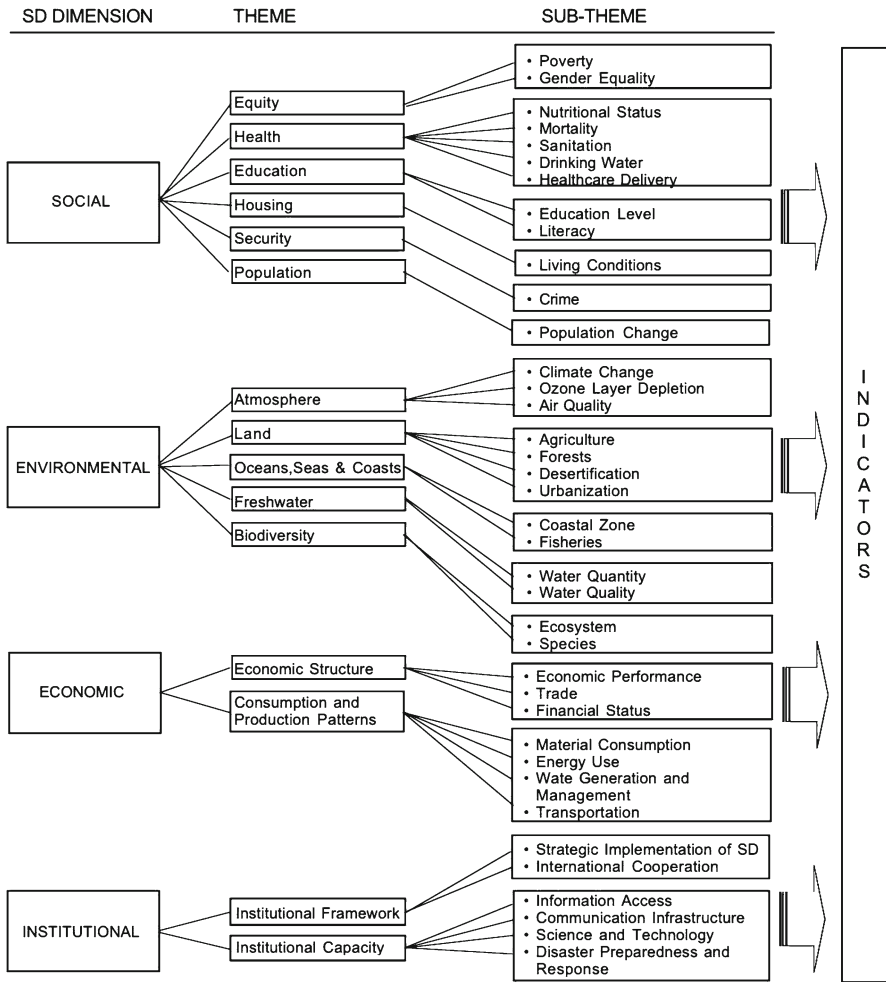 SD DIMENSION THEME SUB-THEME
SOCIAL
Equity
• Poverty
• Gender Equality
Health
• Nutritional Status
• Mortality
• Sanitation
• Drinking Water
• Healthcare Delivery
Education
• Education Level
• Literacy
Housing
• Living Conditions
Security
• Crime
Population
• Population Change
ENVIRONMENTAL
Atmosphere
• Climate Change
• Ozone Layer Depletion
• Air Quality
Land
• Agriculture
• Forests
• Desertification
• Urbanization
Oceans,Seas & Coasts
• Coastal Zone
• Fisheries
Freshwater
• Water Quantity
• Water Quality
Biodiversity
• Ecosystem
• Species
ECONOMIC
Economic Structure
• Economic Performance
• Trade
• Financial Status
Consumption and
Production Patterns
• Material Consumption
• Energy Use
• Wate Generation and
Management
• Transportation
INSTITUTIONAL
Institutional Framework
• Strategic Implementation of SD
• International Cooperation
Institutional Capacity
• Information Access
• Communication Infrastructure
• Science and Technology
• Disaster Preparedness and
Response
INDICATORS